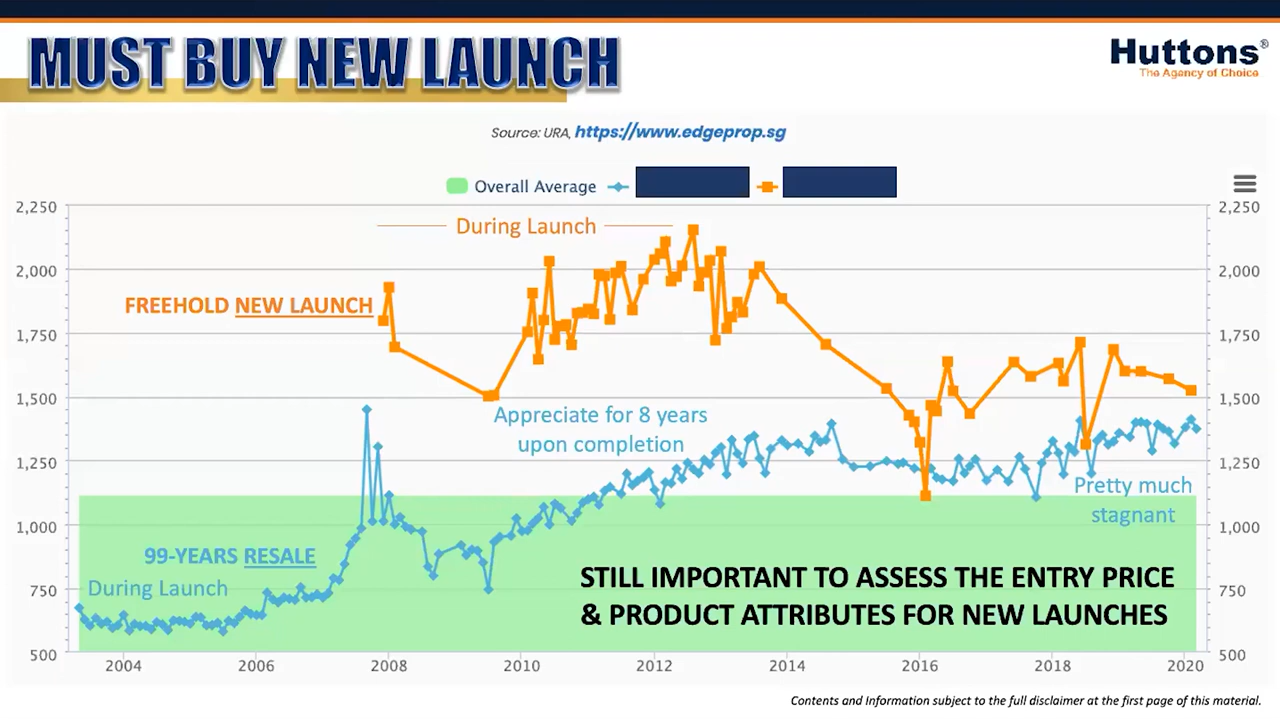 MUST BUY NEW LAUNCH
Huttons®
The Agency of Choice
Source: URA, https://www.edgeprop.sg
Overall Average
2,250
2,000
1,750
1,500
1,250
1,000
750
500
During Launch
FREEHOLD NEW LAUNCH
Appreciate for 8 years
upon completion
Pretty much
stagnant
99-YEARS RESALE
During Launch
STILL IMPORTANT TO ASSESS THE ENTRY PRICE
& PRODUCT ATTRIBUTES FOR NEW LAUNCHES
2,250
2,000
1,750
1,500
1,250
1,000
750
500
2004 2006 2008 2010 2012 2014 2016 2018 2020
Contents and Information subject to the full disclaimer at the first page of this material.